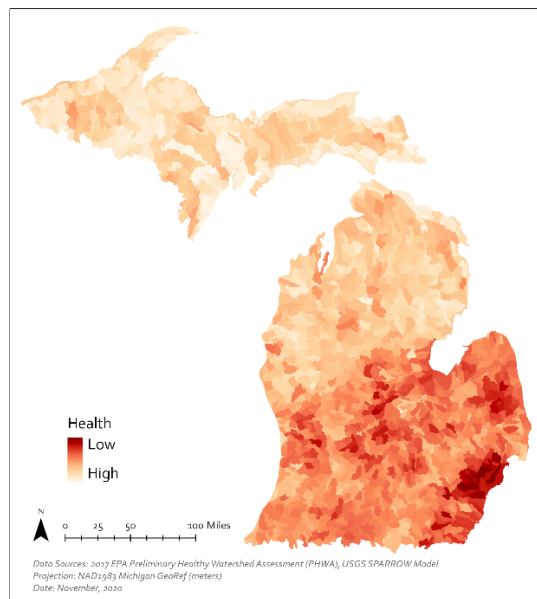 Health
Low
High
N
0 25 50 100 Miles
Data Sources: 2017 EPA Preliminary Healthy Watershed Assessment (PHWA), USGS SPARROW Model
Projection: NAD1983 Michigan GeoRef (meters)
Date: November, 2020